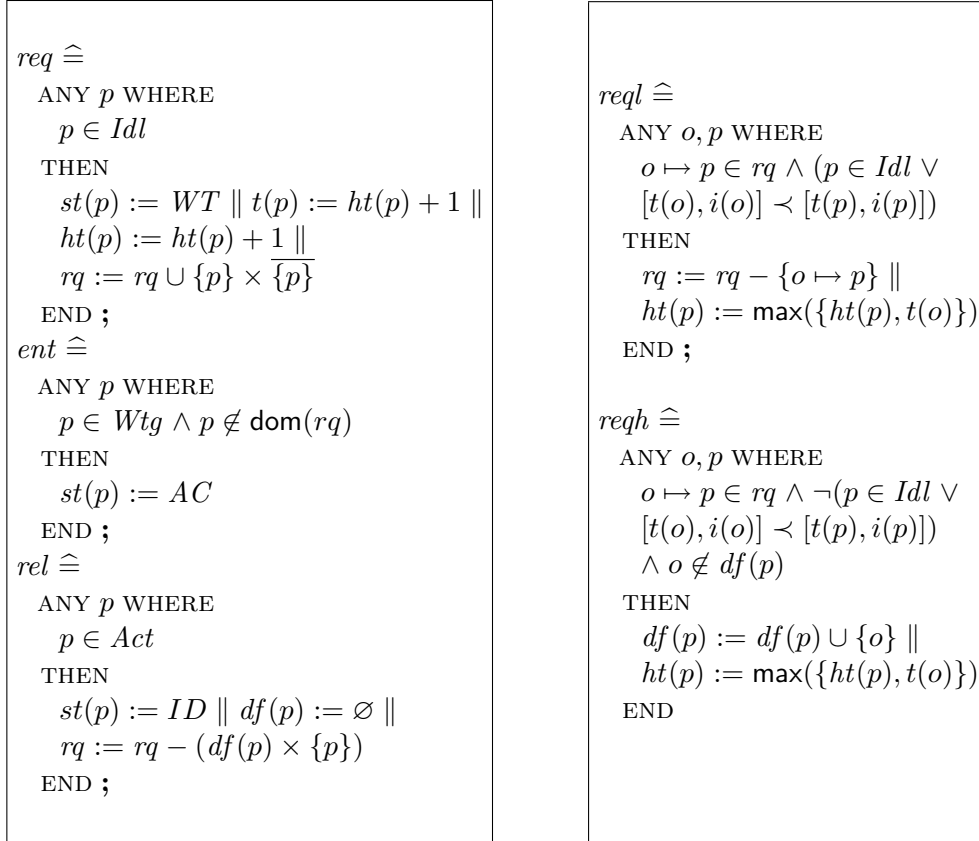 req ≙
ANY p WHERE
p ∈ Idl
THEN
st(p) := WT ∥ t(p) := ht(p) + 1 ∥
ht(p) := ht(p) + 1 ∥
rq := rq ∪ {p} × \overline{{p}}
END ;
ent ≙
ANY p WHERE
p ∈ Wtg ∧ p ∉ dom(rq)
THEN
st(p) := AC
END ;
rel ≙
ANY p WHERE
p ∈ Act
THEN
st(p) := ID ∥ df(p) := ∅ ∥
rq := rq − (df(p) × {p})
END ;
reql ≙
ANY o, p WHERE
o ↦ p ∈ rq ∧ (p ∈ Idl ∨
[t(o), i(o)] ≺ [t(p), i(p)])
THEN
rq := rq − {o ↦ p} ∥
ht(p) := max({ht(p), t(o)})
END ;
reqh ≙
ANY o, p WHERE
o ↦ p ∈ rq ∧ ¬(p ∈ Idl ∨
[t(o), i(o)] ≺ [t(p), i(p)])
∧ o ∉ df(p)
THEN
df(p) := df(p) ∪ {o} ∥
ht(p) := max({ht(p), t(o)})
END